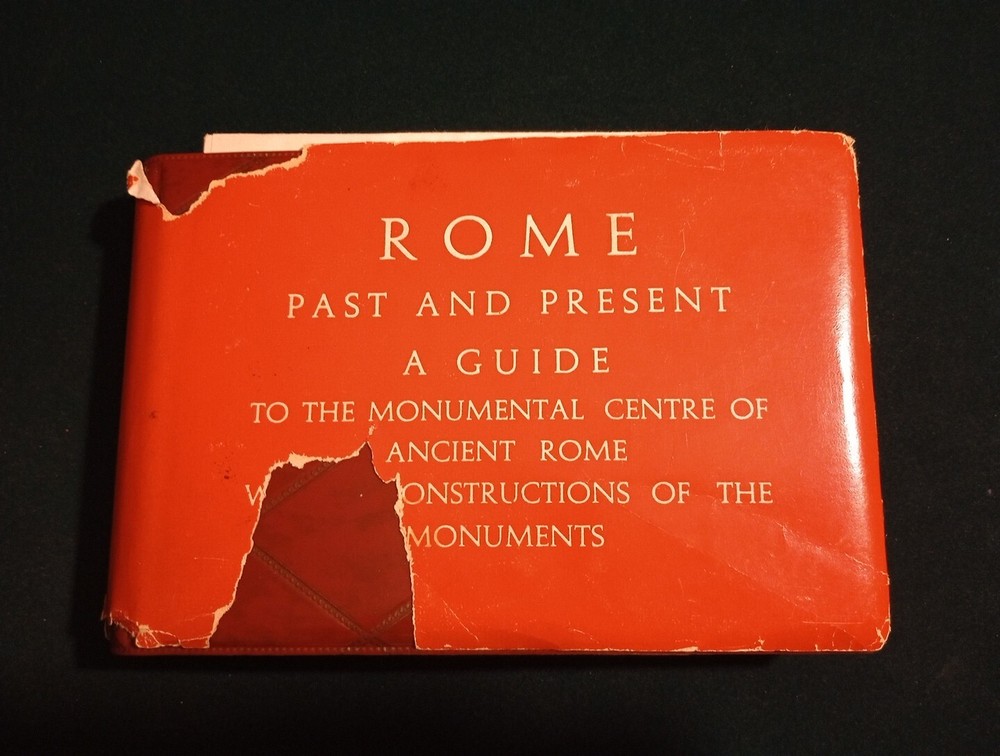 ROME
PAST AND PRESENT
A GUIDE
TO THE MONUMENTAL CENTRE OF
ANCIENT ROME
W ONSTRUCTIONS OF THE
MONUMENTS